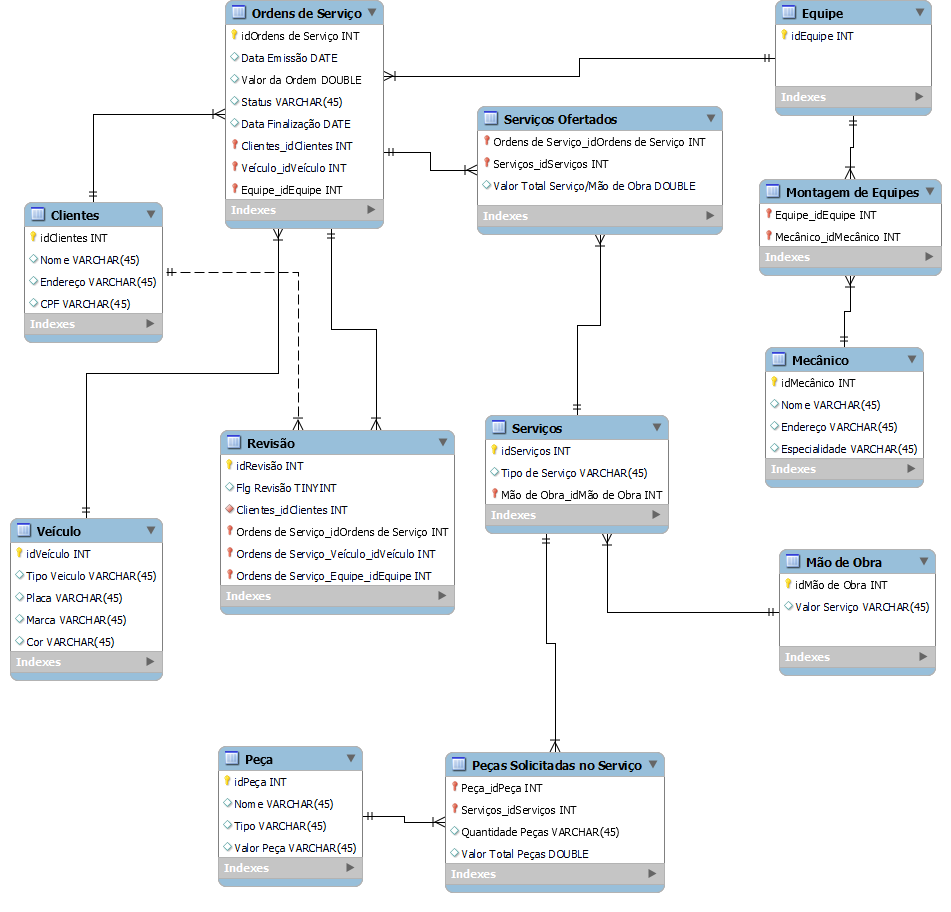 Ordens de Serviço
idOrdens de Serviço INT
Data Emissão DATE
Valor da Ordem DOUBLE
Status VARCHAR(45)
Data Finalização DATE
Clientes_idClientes INT
Veículo_idVeículo INT
Equipe_idEquipe INT
Indexes
Equipe
idEquipe INT
Indexes
Serviços Ofertados
Ordens de Serviço_idOrdens de Serviço INT
Serviços_idServiços INT
Valor Total Serviço/Mão de Obra DOUBLE
Indexes
Montagem de Equipes
Equipe_idEquipe INT
Mecânico_idMecânico INT
Indexes
Clientes
idClientes INT
Nome VARCHAR(45)
Endereço VARCHAR(45)
CPF VARCHAR(45)
Indexes
Mecânico
idMecânico INT
Nome VARCHAR(45)
Endereço VARCHAR(45)
Especialidade VARCHAR(45)
Indexes
Revisão
idRevisão INT
Flg Revisão TINYINT
Clientes_idClientes INT
Ordens de Serviço_idOrdens de Serviço INT
Ordens de Serviço_Veículo_idVeículo INT
Ordens de Serviço_Equipe_idEquipe INT
Indexes
Serviços
idServiços INT
Tipo de Serviço VARCHAR(45)
Mão de Obra_idMão de Obra INT
Indexes
Veículo
idVeículo INT
Tipo Veiculo VARCHAR(45)
Placa VARCHAR(45)
Marca VARCHAR(45)
Cor VARCHAR(45)
Indexes
Mão de Obra
idMão de Obra INT
Valor Serviço VARCHAR(45)
Indexes
Peça
idPeça INT
Nome VARCHAR(45)
Tipo VARCHAR(45)
Valor Peça VARCHAR(45)
Indexes
Peças Solicitadas no Serviço
Peça_idPeça INT
Serviços_idServiços INT
Quantidade Peças VARCHAR(45)
Valor Total Peças DOUBLE
Indexes